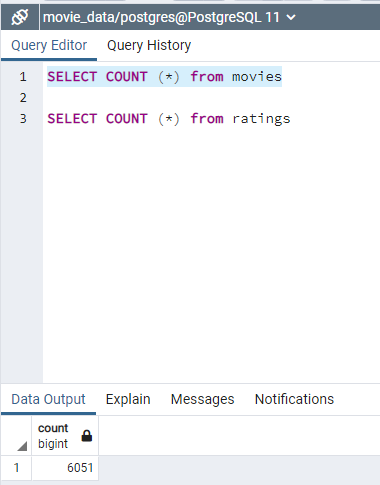 movie_data/postgres@PostgreSQL 11
Query Editor Query History
1 SELECT COUNT (*) from movies
2
3 SELECT COUNT (*) from ratings
Data Output Explain Messages Notifications
count
bigint
1 6051